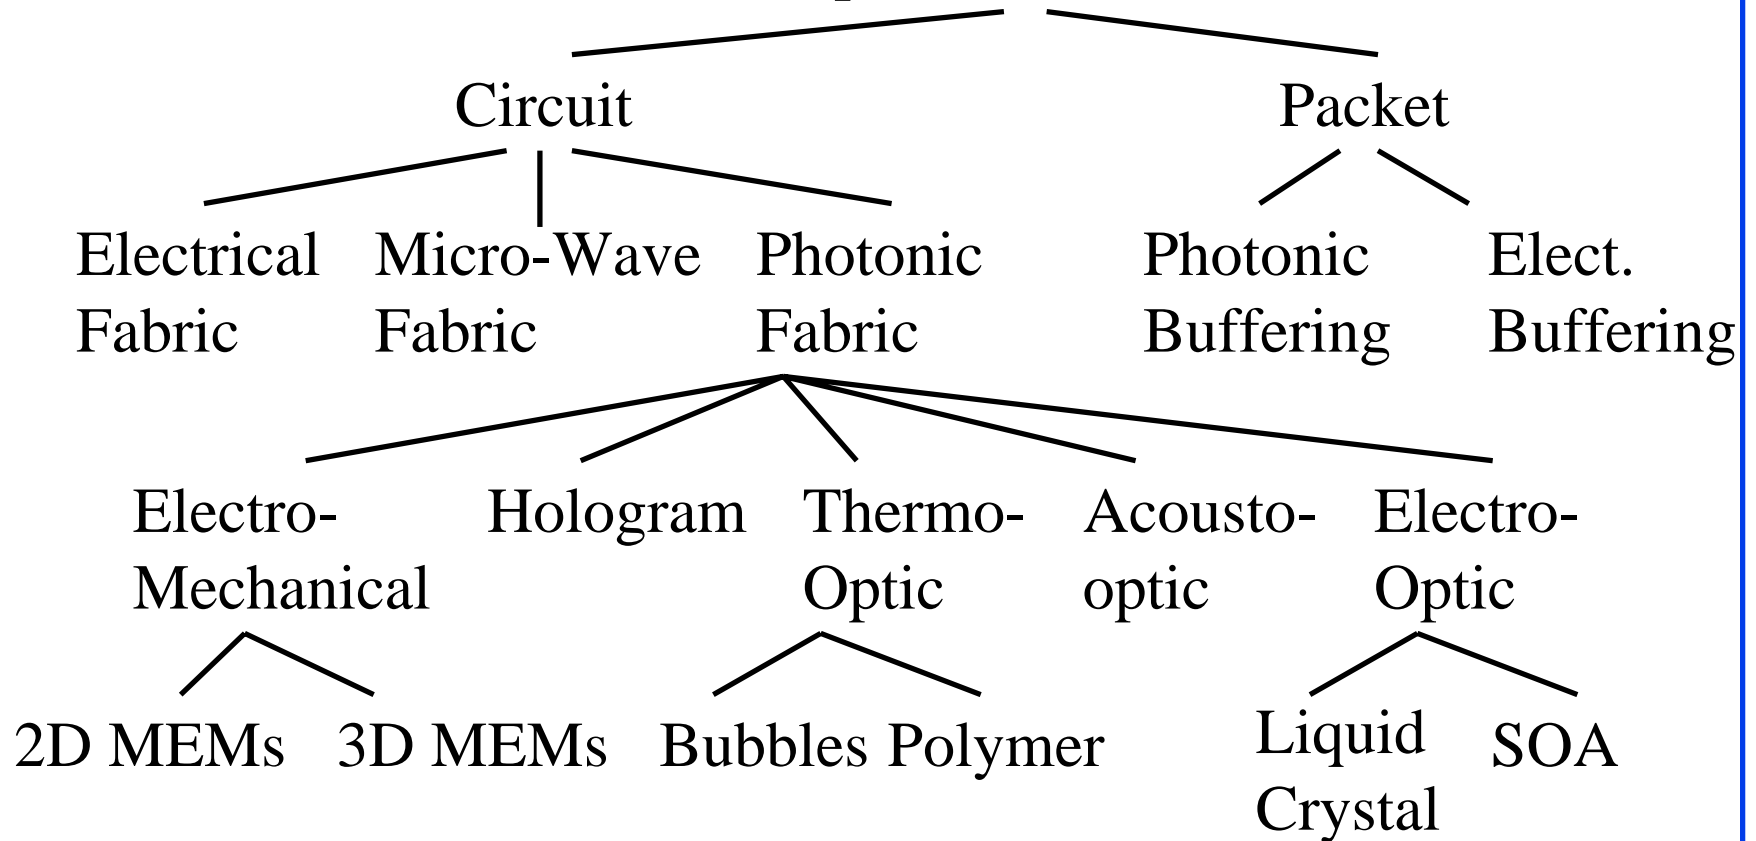 Circuit Packet
Electrical Micro-Wave Photonic Photonic Elect.
Fabric Fabric Fabric Buffering Buffering
Electro- Hologram Thermo- Acousto- Electro-
Mechanical Optic optic Optic
2D MEMs 3D MEMs Bubbles Polymer Liquid SOA
Crystal